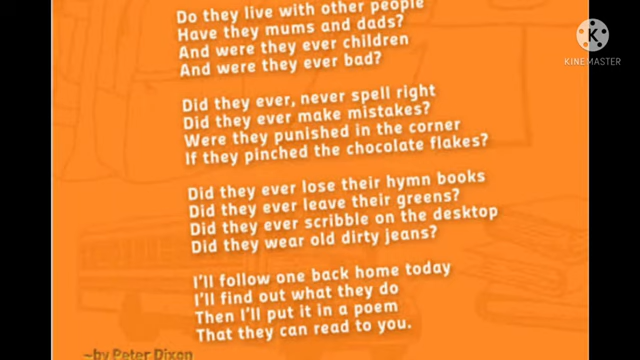 Do they live with other people
Have they mums and dads?
And were they ever children
And were they ever bad?
Did they ever, never spell right
Did they ever make mistakes?
Were they punished in the corner
If they pinched the chocolate flakes?
Did they ever lose their hymn books
Did they ever leave their greens?
Did they ever scribble on the desktop
Did they wear old dirty jeans?
I'll follow one back home today
I'll find out what they do
Then I'll put it in a poem
That they can read to you.
~by Peter Dixon
K
KINEMASTER